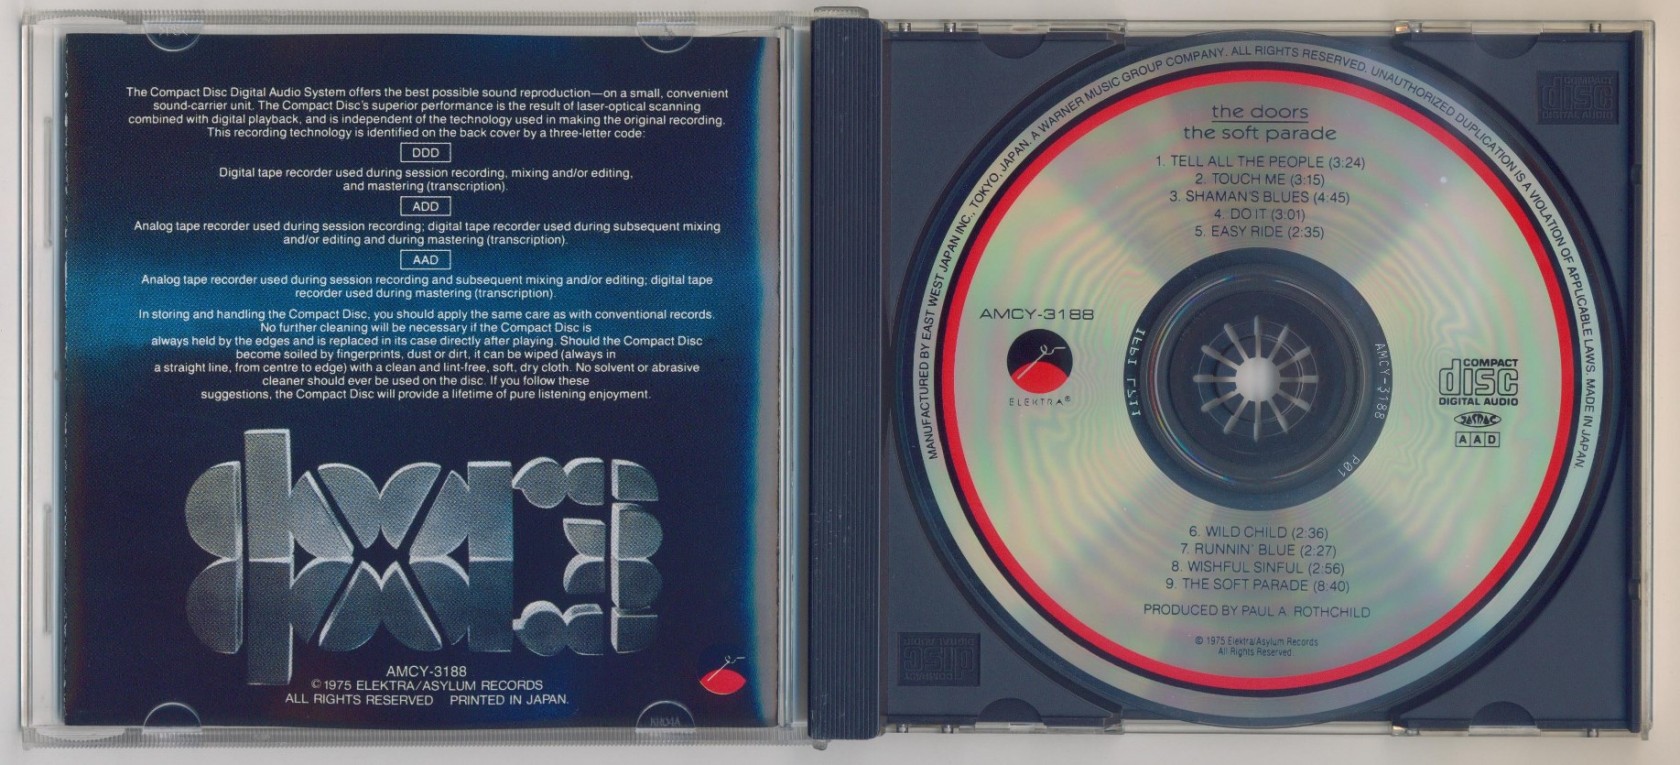 The Compact Disc Digital Audio System offers the best possible sound reproduction—on a small, convenient
sound-carrier unit. The Compact Disc's superior performance is the result of laser-optical scanning
combined with digital playback, and is independent of the technology used in making the original recording.
This recording technology is identified on the back cover by a three-letter code:
DDD
Digital tape recorder used during session recording, mixing and/or editing,
and mastering (transcription).
ADD
Analog tape recorder used during session recording; digital tape recorder used during subsequent mixing
and/or editing and during mastering (transcription).
AAD
Analog tape recorder used during session recording and subsequent mixing and/or editing; digital tape
recorder used during mastering (transcription).
In storing and handling the Compact Disc, you should apply the same care as with conventional records.
No further cleaning will be necessary if the Compact Disc is
always held by the edges and is replaced in its case directly after playing. Should the Compact Disc
become soiled by fingerprints, dust or dirt, it can be wiped (always in
a straight line, from centre to edge) with a clean and lint-free, soft, dry cloth. No solvent or abrasive
cleaner should ever be used on the disc. If you follow these
suggestions, the Compact Disc will provide a lifetime of pure listening enjoyment.
AMCY-3188
© 1975 ELEKTRA/ASYLUM RECORDS
ALL RIGHTS RESERVED PRINTED IN JAPAN.
MANUFACTURED BY EAST WEST JAPAN INC., TOKYO, JAPAN. A WARNER MUSIC GROUP COMPANY. ALL RIGHTS RESERVED. UNAUTHORIZED DUPLICATION IS A VIOLATION OF APPLICABLE LAWS. MADE IN JAPAN.
the doors
the soft parade
1. TELL ALL THE PEOPLE (3:24)
2. TOUCH ME (3:15)
3. SHAMAN'S BLUES (4:45)
4. DO IT (3:01)
5. EASY RIDE (2:35)
AMCY-3188
ELEKTRA®
IFPI L211
AMCY-3188
P01
COMPACT
disc
DIGITAL AUDIO
JASRAC
AAD
6. WILD CHILD (2:36)
7. RUNNIN' BLUE (2:27)
8. WISHFUL SINFUL (2:56)
9. THE SOFT PARADE (8:40)
PRODUCED BY PAUL A. ROTHCHILD
© 1975 Elektra/Asylum Records
All Rights Reserved.
COMPACT
disc
DIGITAL AUDIO
COMPACT
disc
DIGITAL AUDIO